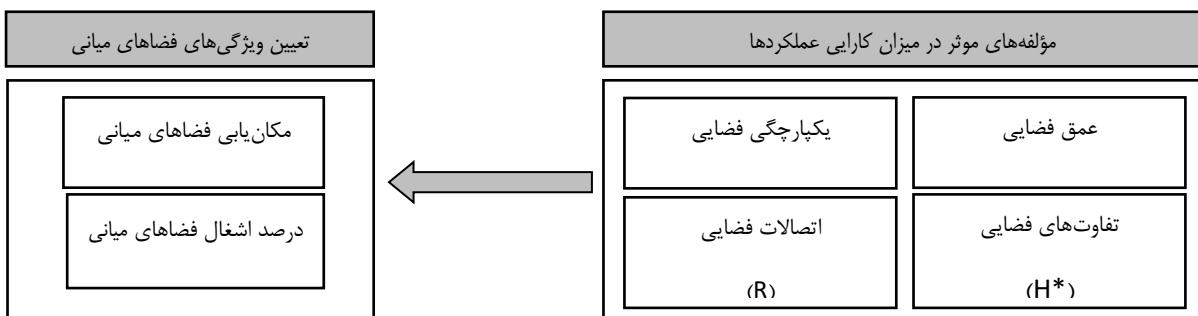 مؤلفه‌های موثر در میزان کارایی عملکردها
عمق فضایی
یکپارچگی فضایی
تفاوت‌های فضایی
(H*)
اتصالات فضایی
(R)
تعیین ویژگی‌های فضاهای میانی
مکان‌یابی فضاهای میانی
درصد اشغال فضاهای میانی